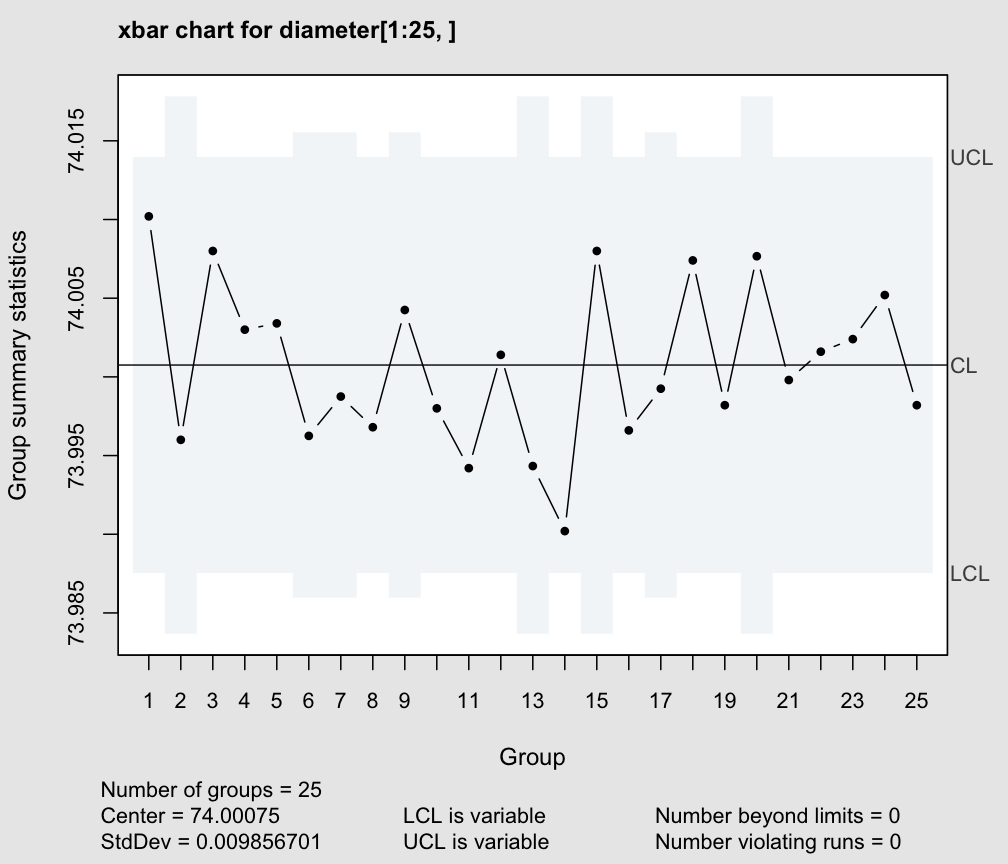 xbar chart for diameter[1:25, ]
74.015
74.005
73.995
73.985
Group summary statistics
UCL
CL
LCL
1 2 3 4 5 6 7 8 9 11 13 15 17 19 21 23 25
Group
Number of groups = 25
Center = 74.00075 LCL is variable Number beyond limits = 0
StdDev = 0.009856701 UCL is variable Number violating runs = 0